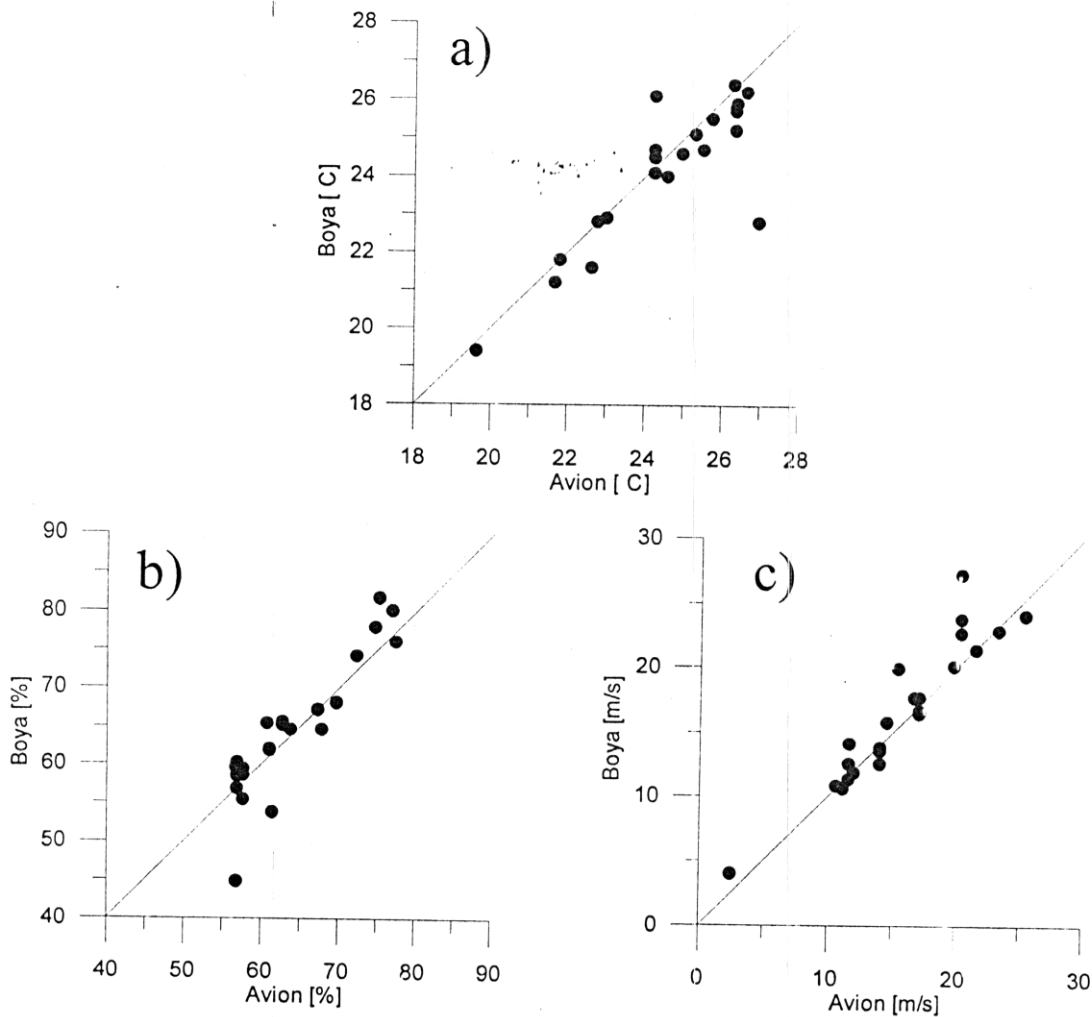 a)
28
26
24
22
20
18
Boya [ C]
18 20 22 24 26 28
Avion [ C]
b)
90
80
70
60
50
40
Boya [%]
40 50 60 70 80 90
Avion [%]
c)
30
20
10
0
Boya [m/s]
0 10 20 30
Avion [m/s]